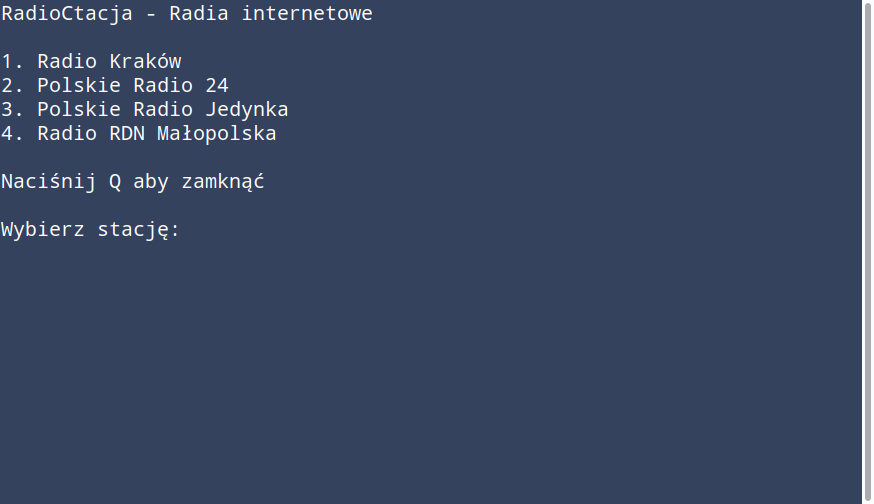 RadioCtacja - Radia internetowe
1. Radio Kraków
2. Polskie Radio 24
3. Polskie Radio Jedynka
4. Radio RDN Małopolska
Naciśnij Q aby zamknąć
Wybierz stację: